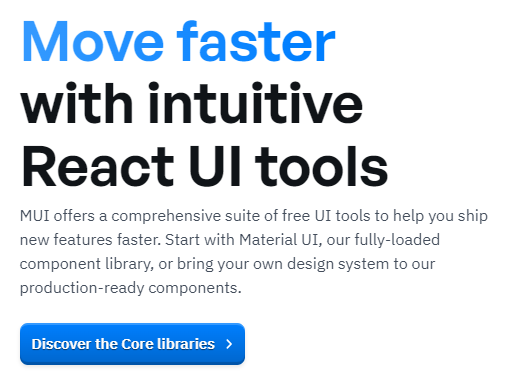 Move faster
with intuitive
React UI tools
MUI offers a comprehensive suite of free UI tools to help you ship
new features faster. Start with Material UI, our fully-loaded
component library, or bring your own design system to our
production-ready components.
Discover the Core libraries